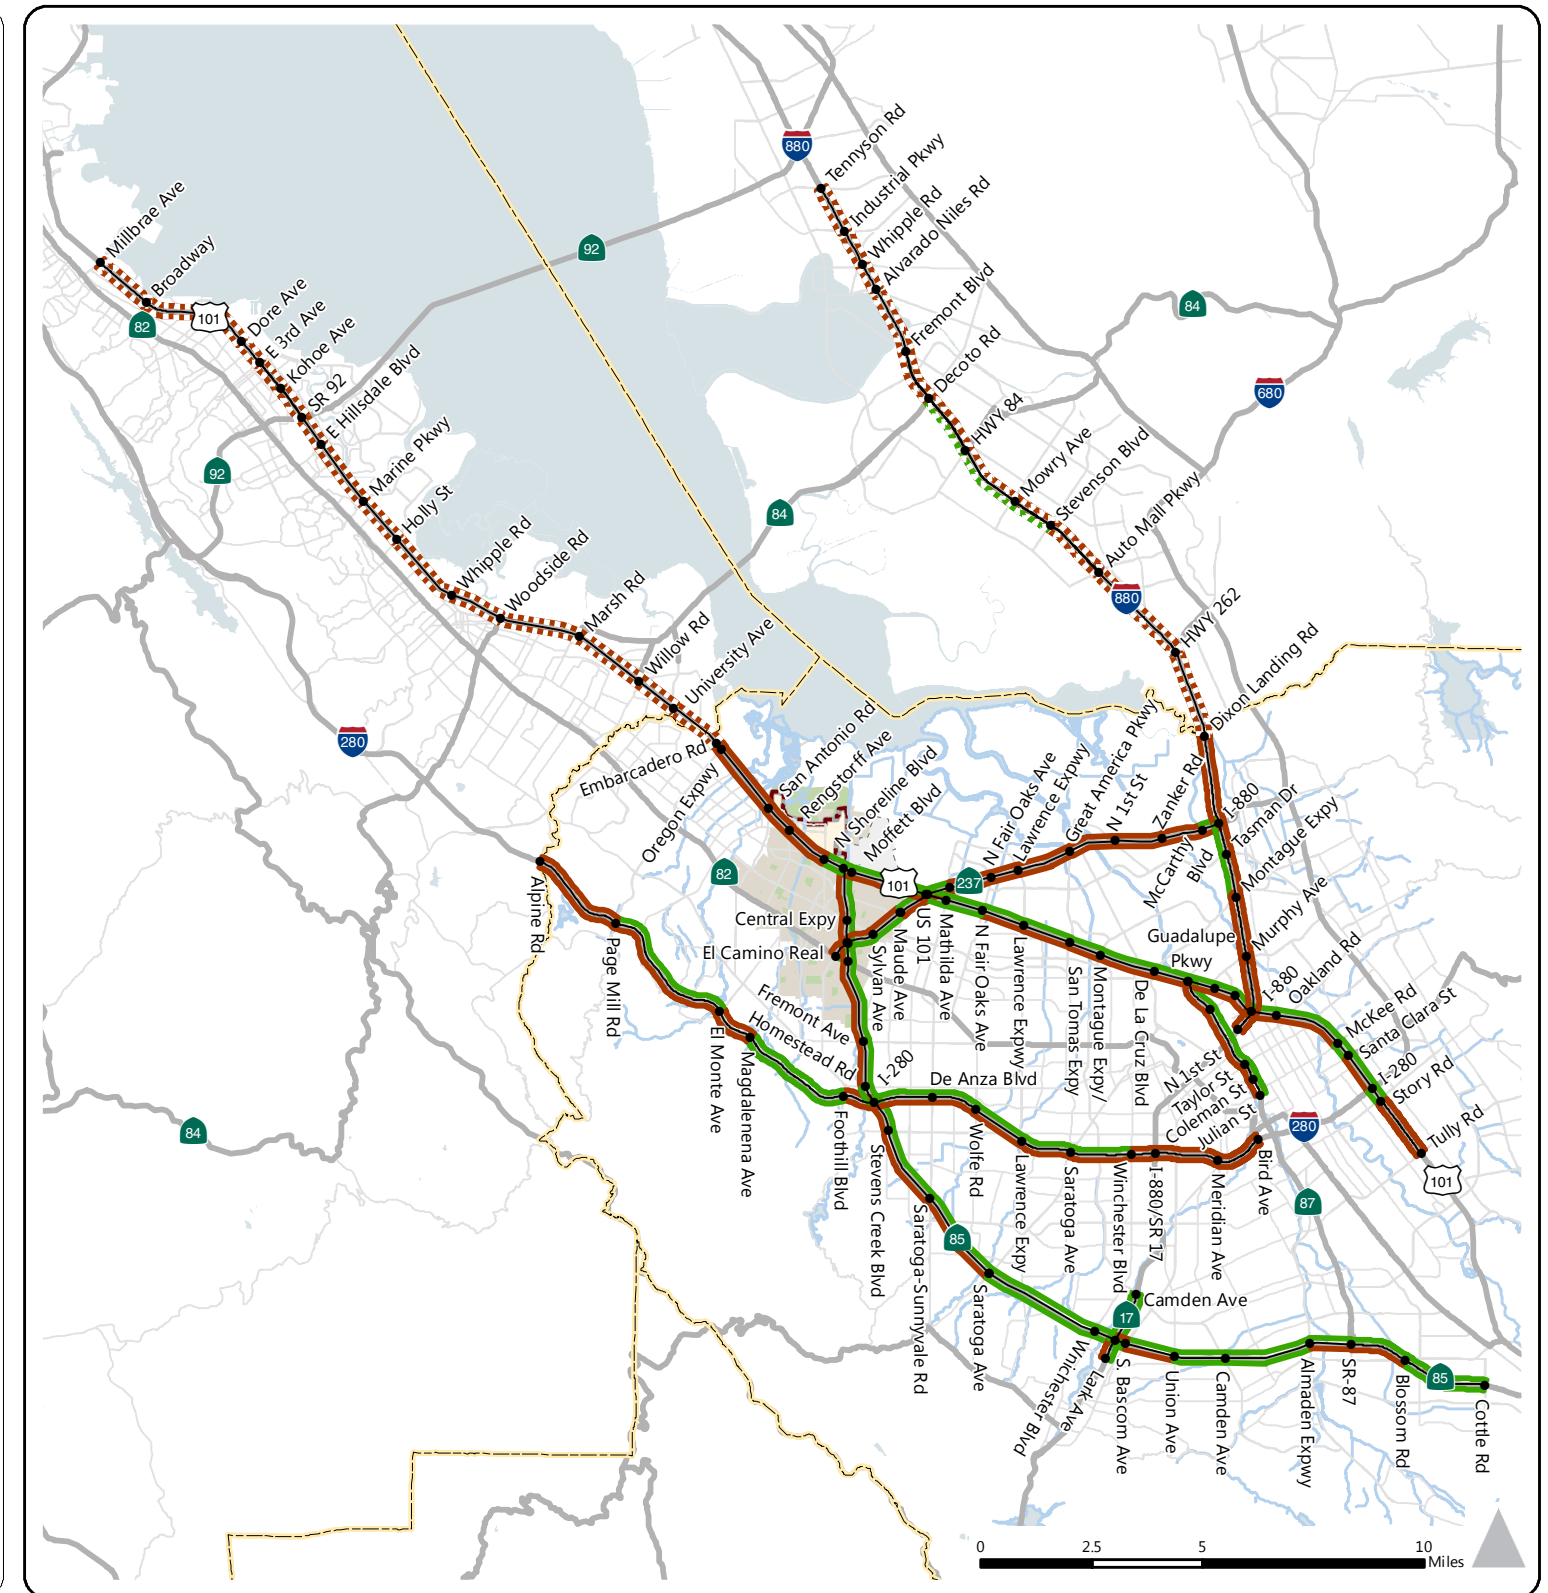 Tennyson Rd
880
Industrial Pkwy
Whipple Rd
Alvarado Niles Rd
Millbrae Ave
Broadway
92
Fremont Blvd
84
101
82
Dore Ave
E 3rd Ave
Kohoe Ave
SR 92
E Hillsdale Blvd
Decoto Rd
680
HWY 84
Marine Pkwy
92
Holly St
Mowry Ave
Stevenson Blvd
84
Auto Mall Pkwy
Whipple Rd
Woodside Rd
Marsh Rd
880
HWY 262
Willow Rd
University Ave
Dixon Landing Rd
280
Embarcadero Rd
Oregon Expwy
San Antonio Rd
Rengstorff Ave
N Shoreline Blvd
Moffett Blvd
N Fair Oaks Ave
Lawrence Expwy
Great America Pkwy
N 1st St
Zanker Rd
I-880
Tasman Dr
Montague Expy
McCarthy
Blvd
82
101
237
Murphy Ave
Alpine Rd
Page Mill Rd
Central Expy
El Camino Real
Sylvan Ave
Maude Ave
US 101
Mathilda Ave
N Fair Oaks Ave
Lawrence Expwy
San Tomas Expy
Montague Expy/
De La Cruz Blvd
Guadalupe
Pkwy
I-880
Oakland Rd
McKee Rd
Santa Clara St
I-280
Story Rd
Tully Rd
Fremont Ave
Homestead Rd
I-280
De Anza Blvd
El Monte Ave
Magdalenena Ave
N 1st St
Taylor St
Coleman St
Julian St
280
84
Foothill Blvd
Stevens Creek Blvd
Wolfe Rd
Lawrence Expy
Saratoga Ave
Winchester Blvd
I-880/SR 17
Meridian Ave
Bird Ave
101
87
Saratoga-Sunnyvale Rd
85
Saratoga Ave
Camden Ave
17
Wnichester Blvd
Lark Ave
S. Bascom Ave
Union Ave
Camden Ave
Almaden Expwy
SR-87
Blossom Rd
85
Cottle Rd
0 2.5 5 10
Miles